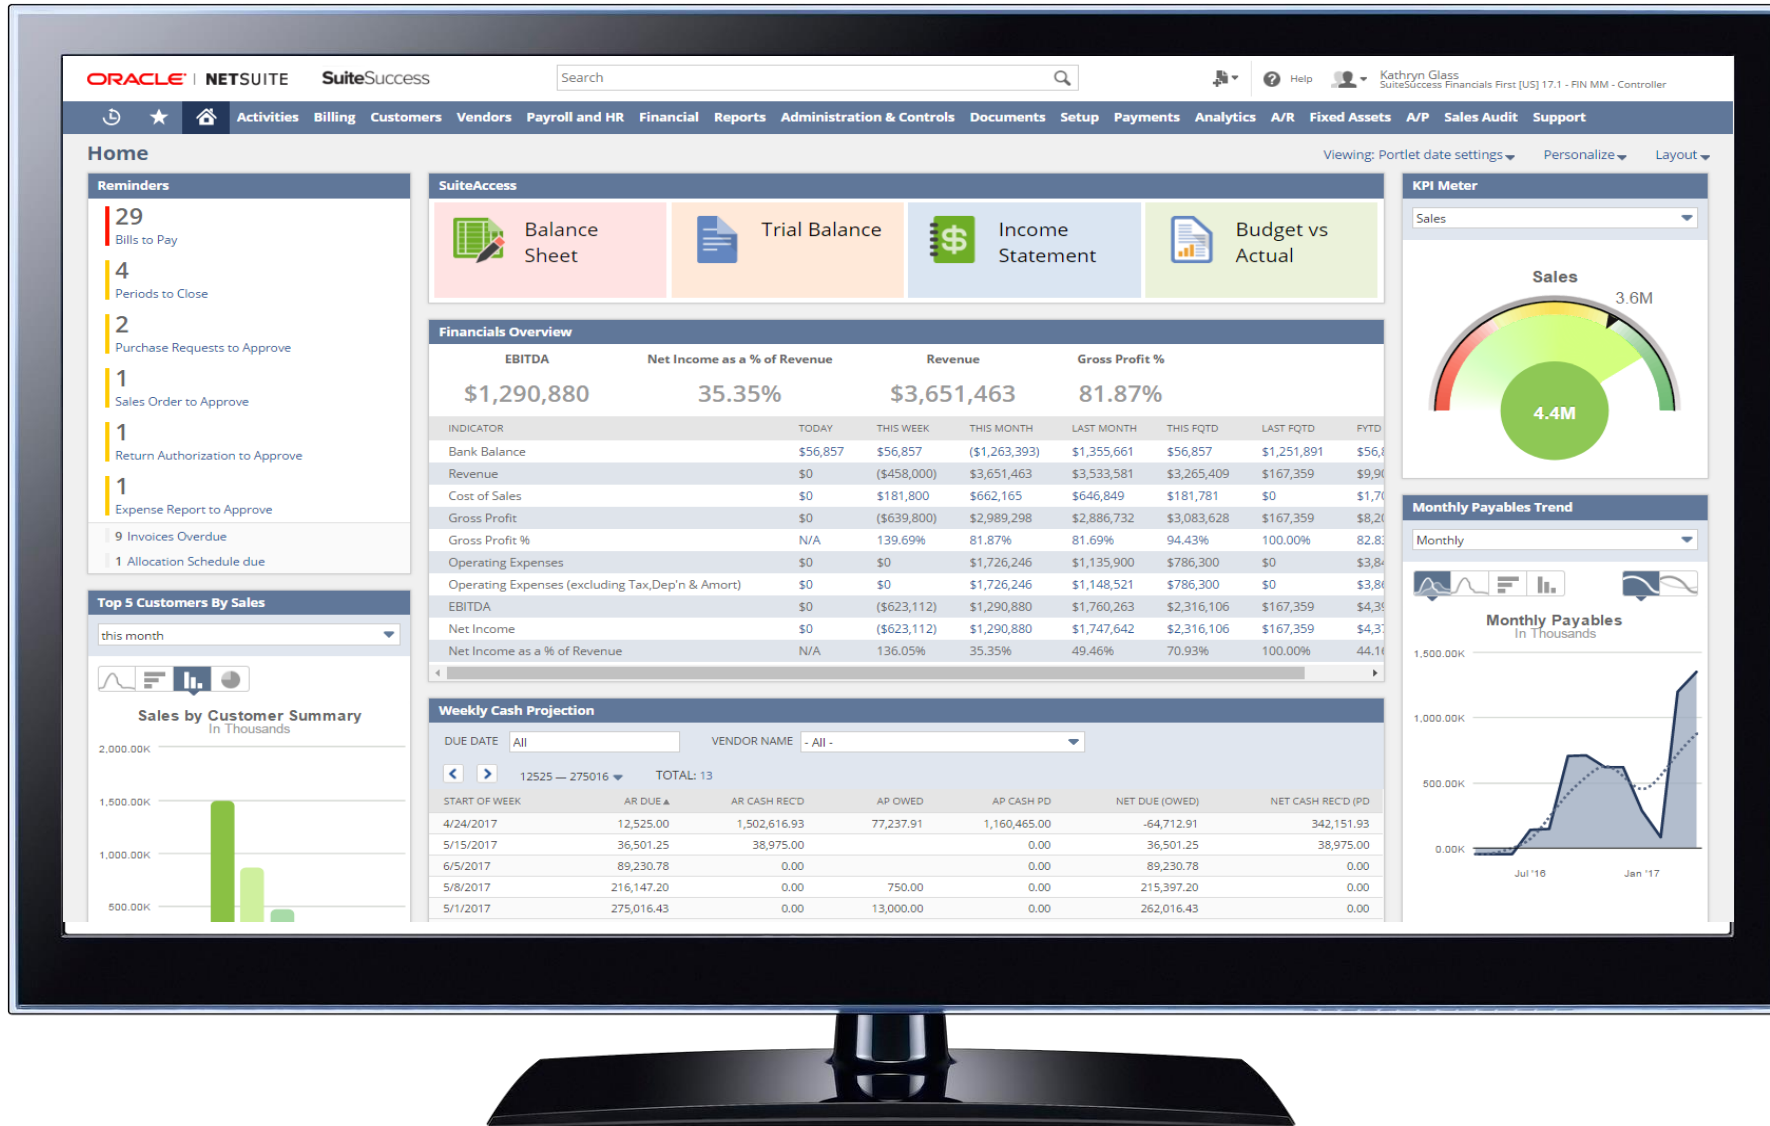 ORACLE | NETSUITE SuiteSuccess
Search
Help
Kathryn Glass
SuiteSuccess Financials First [US] 17.1 - FIN MM - Controller
Activities Billing Customers Vendors Payroll and HR Financial Reports Administration & Controls Documents Setup Payments Analytics A/R Fixed Assets A/P Sales Audit Support
Home
Viewing: Portlet date settings Personalize Layout
Reminders
29
Bills to Pay
4
Periods to Close
2
Purchase Requests to Approve
1
Sales Order to Approve
1
Return Authorization to Approve
1
Expense Report to Approve
9 Invoices Overdue
1 Allocation Schedule due
Top 5 Customers By Sales
this month
Sales by Customer Summary
In Thousands
2,000.00K
1,500.00K
1,000.00K
500.00K
SuiteAccess
Balance
Sheet
Trial Balance
Income
Statement
Budget vs
Actual
Financials Overview
EBITDA Net Income as a % of Revenue Revenue Gross Profit %
$1,290,880 35.35% $3,651,463 81.87%
INDICATOR TODAY THIS WEEK THIS MONTH LAST MONTH THIS FQTD LAST FQTD FYTD
Bank Balance $56,857 $56,857 ($1,263,393) $1,355,661 $56,857 $1,251,891
Revenue $0 ($458,000) $3,651,463 $3,533,581 $3,265,409 $167,359
Cost of Sales $0 $181,800 $662,165 $646,849 $181,781 $0
Gross Profit $0 ($639,800) $2,989,298 $2,886,732 $3,083,628 $167,359
Gross Profit % N/A 139.69% 81.87% 81.69% 94.43% 100.00%
Operating Expenses $0 $0 $1,726,246 $1,135,900 $786,300 $0
Operating Expenses (excluding Tax,Dep'n & Amort) $0 $0 $1,726,246 $1,148,521 $786,300 $0
EBITDA $0 ($623,112) $1,290,880 $1,760,263 $2,316,106 $167,359
Net Income $0 ($623,112) $1,290,880 $1,747,642 $2,316,106 $167,359
Net Income as a % of Revenue N/A 136.05% 35.35% 49.46% 70.93% 100.00%
Weekly Cash Projection
DUE DATE All VENDOR NAME - All -
12525 — 275016 TOTAL: 13
START OF WEEK AR DUE AR CASH REC'D AP OWED AP CASH PD NET DUE (OWED) NET CASH REC'D (PD
4/24/2017 12,525.00 1,502,616.93 77,237.91 1,160,465.00 -64,712.91 342,151.93
5/15/2017 36,501.25 38,975.00 0.00 36,501.25 38,975.00
6/5/2017 89,230.78 0.00 0.00 89,230.78 0.00
5/8/2017 216,147.20 0.00 750.00 0.00 215,397.20 0.00
5/1/2017 275,016.43 0.00 13,000.00 0.00 262,016.43 0.00
KPI Meter
Sales
Sales
3.6M
4.4M
Monthly Payables Trend
Monthly
Monthly Payables
In Thousands
1,500.00K
1,000.00K
500.00K
0.00K
Jul '16 Jan '17